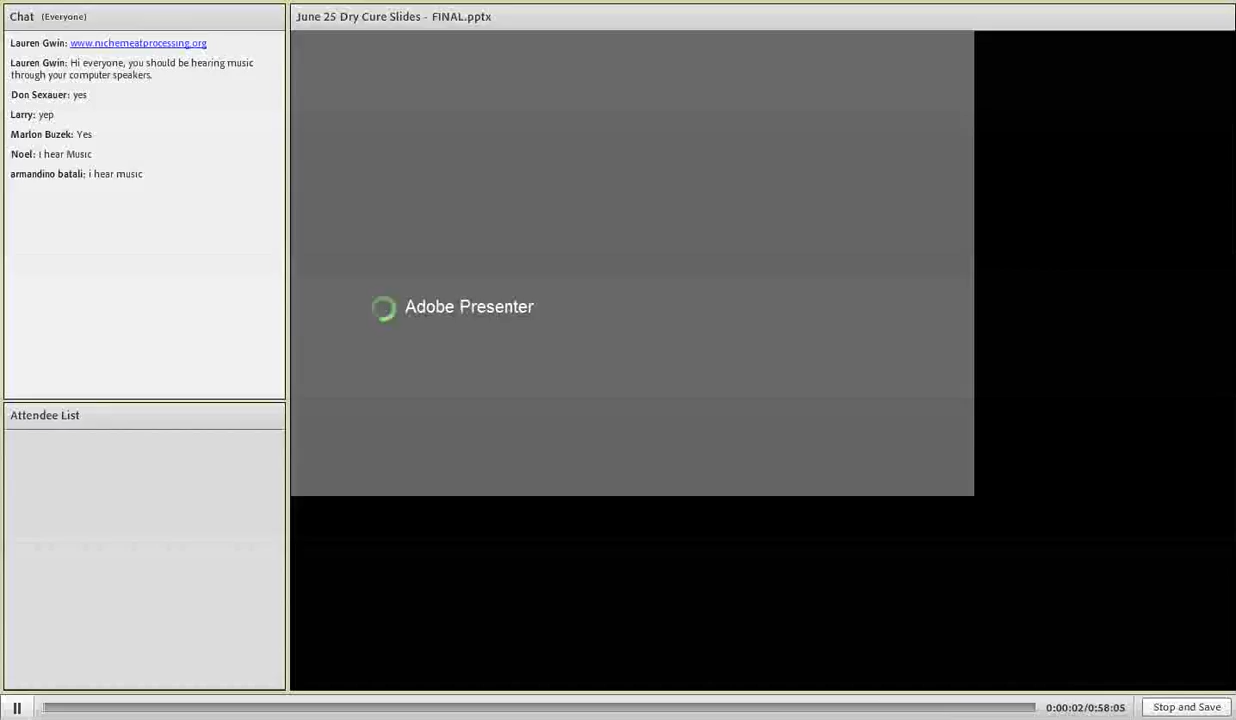 Chat (Everyone)
June 25 Dry Cure Slides - FINAL.pptx
Lauren Gwin: www.nichemeatprocessing.org
Lauren Gwin: Hi everyone, you should be hearing music
through your computer speakers.
Don Sexauer: yes
Larry: yep
Marlon Buzek: Yes
Noel: i hear Music
armandino batali: i hear music
Adobe Presenter
Attendee List
0:00:02/0:58:05
Stop and Save